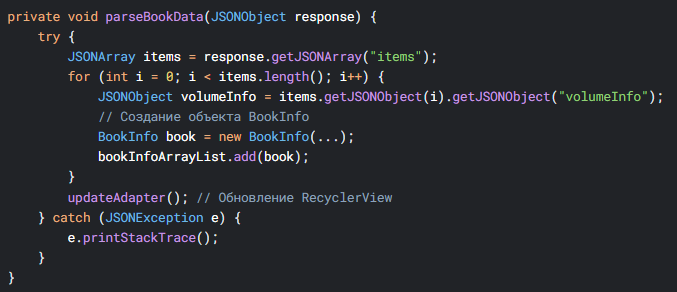 private void parseBookData(JSONObject response) {
    try {
        JSONArray items = response.getJSONArray("items");
        for (int i = 0; i < items.length(); i++) {
            JSONObject volumeInfo = items.getJSONObject(i).getJSONObject("volumeInfo");
            // Создание объекта BookInfo
            BookInfo book = new BookInfo(...);
            bookInfoArrayList.add(book);
        }
        updateAdapter(); // Обновление RecyclerView
    } catch (JSONException e) {
        e.printStackTrace();
    }
}